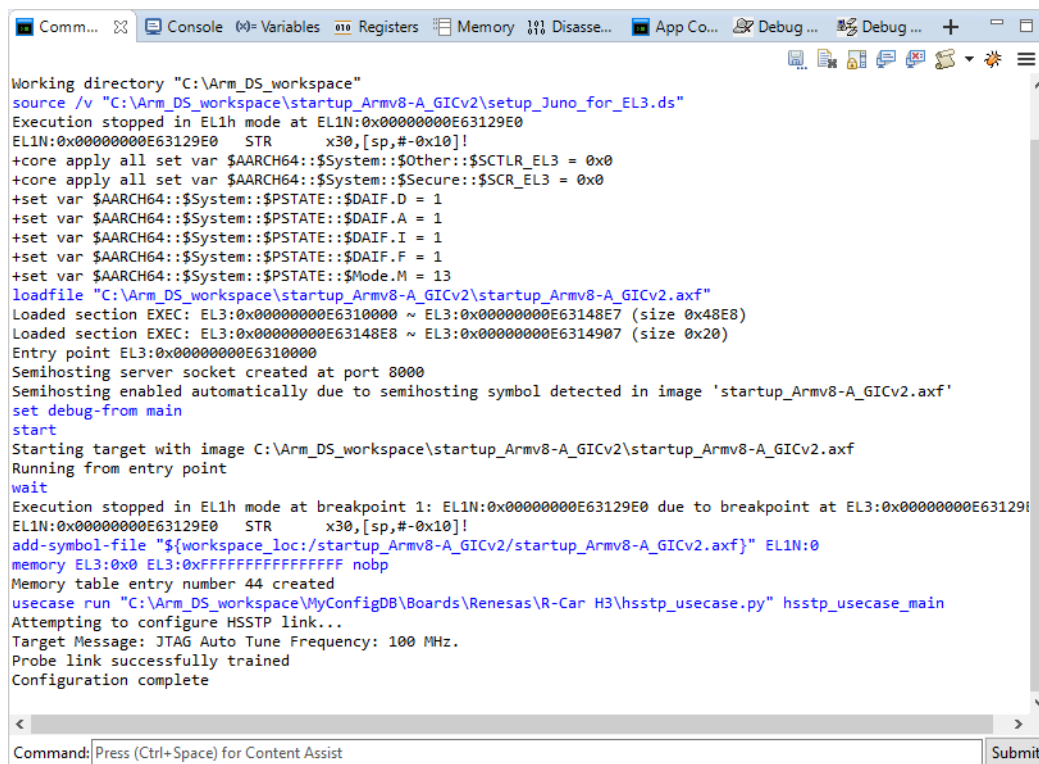 Comm... Console (x)= Variables Registers Memory Disasse... App Co... Debug ... Debug ...
Working directory "C:\Arm_DS_workspace"
source /v "C:\Arm_DS_workspace\startup_Armv8-A_GICv2\setup_Juno_for_EL3.ds"
Execution stopped in EL1h mode at EL1N:0x00000000E63129E0
EL1N:0x00000000E63129E0 STR x30,[sp,#-0x10]!
+core apply all set var $AARCH64::$System::$Other::$SCTLR_EL3 = 0x0
+core apply all set var $AARCH64::$System::$Secure::$SCR_EL3 = 0x0
+set var $AARCH64::$System::$PSTATE::$DAIF.D = 1
+set var $AARCH64::$System::$PSTATE::$DAIF.A = 1
+set var $AARCH64::$System::$PSTATE::$DAIF.I = 1
+set var $AARCH64::$System::$PSTATE::$DAIF.F = 1
+set var $AARCH64::$System::$PSTATE::$Mode.M = 13
loadfile "C:\Arm_DS_workspace\startup_Armv8-A_GICv2\startup_Armv8-A_GICv2.axf"
Loaded section EXEC: EL3:0x00000000E6310000 ~ EL3:0x00000000E63148E7 (size 0x48E8)
Loaded section EXEC: EL3:0x00000000E63148E8 ~ EL3:0x00000000E6314907 (size 0x20)
Entry point EL3:0x00000000E6310000
Semihosting server socket created at port 8000
Semihosting enabled automatically due to semihosting symbol detected in image 'startup_Armv8-A_GICv2.axf'
set debug-from main
start
Starting target with image C:\Arm_DS_workspace\startup_Armv8-A_GICv2\startup_Armv8-A_GICv2.axf
Running from entry point
wait
Execution stopped in EL1h mode at breakpoint 1: EL1N:0x00000000E63129E0 due to breakpoint at EL3:0x00000000E63129E
EL1N:0x00000000E63129E0 STR x30,[sp,#-0x10]!
add-symbol-file "${workspace_loc:/startup_Armv8-A_GICv2/startup_Armv8-A_GICv2.axf}" EL1N:0
memory EL3:0x0 EL3:0xFFFFFFFFFFFFFFFF nobp
Memory table entry number 44 created
usecase run "C:\Arm_DS_workspace\MyConfigDB\Boards\Renesas\R-Car H3\hsstp_usecase.py" hsstp_usecase_main
Attempting to configure HSSTP link...
Target Message: JTAG Auto Tune Frequency: 100 MHz.
Probe link successfully trained
Configuration complete
Command: Press (Ctrl+Space) for Content Assist Submit